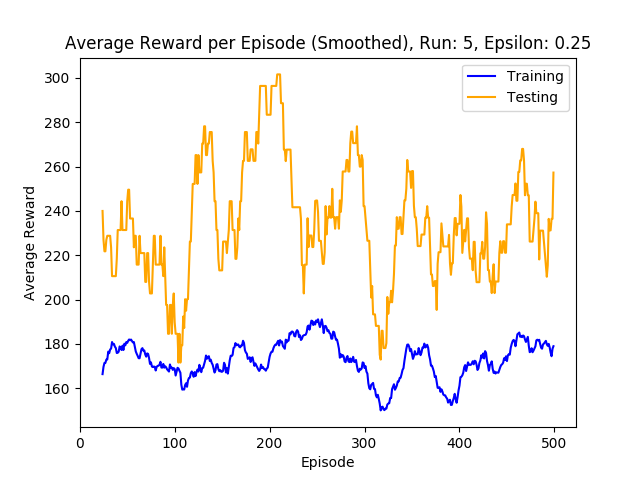 Average Reward per Episode (Smoothed), Run: 5, Epsilon: 0.25
Training
Testing
300
280
260
240
220
200
180
160
Average Reward
0 100 200 300 400 500
Episode